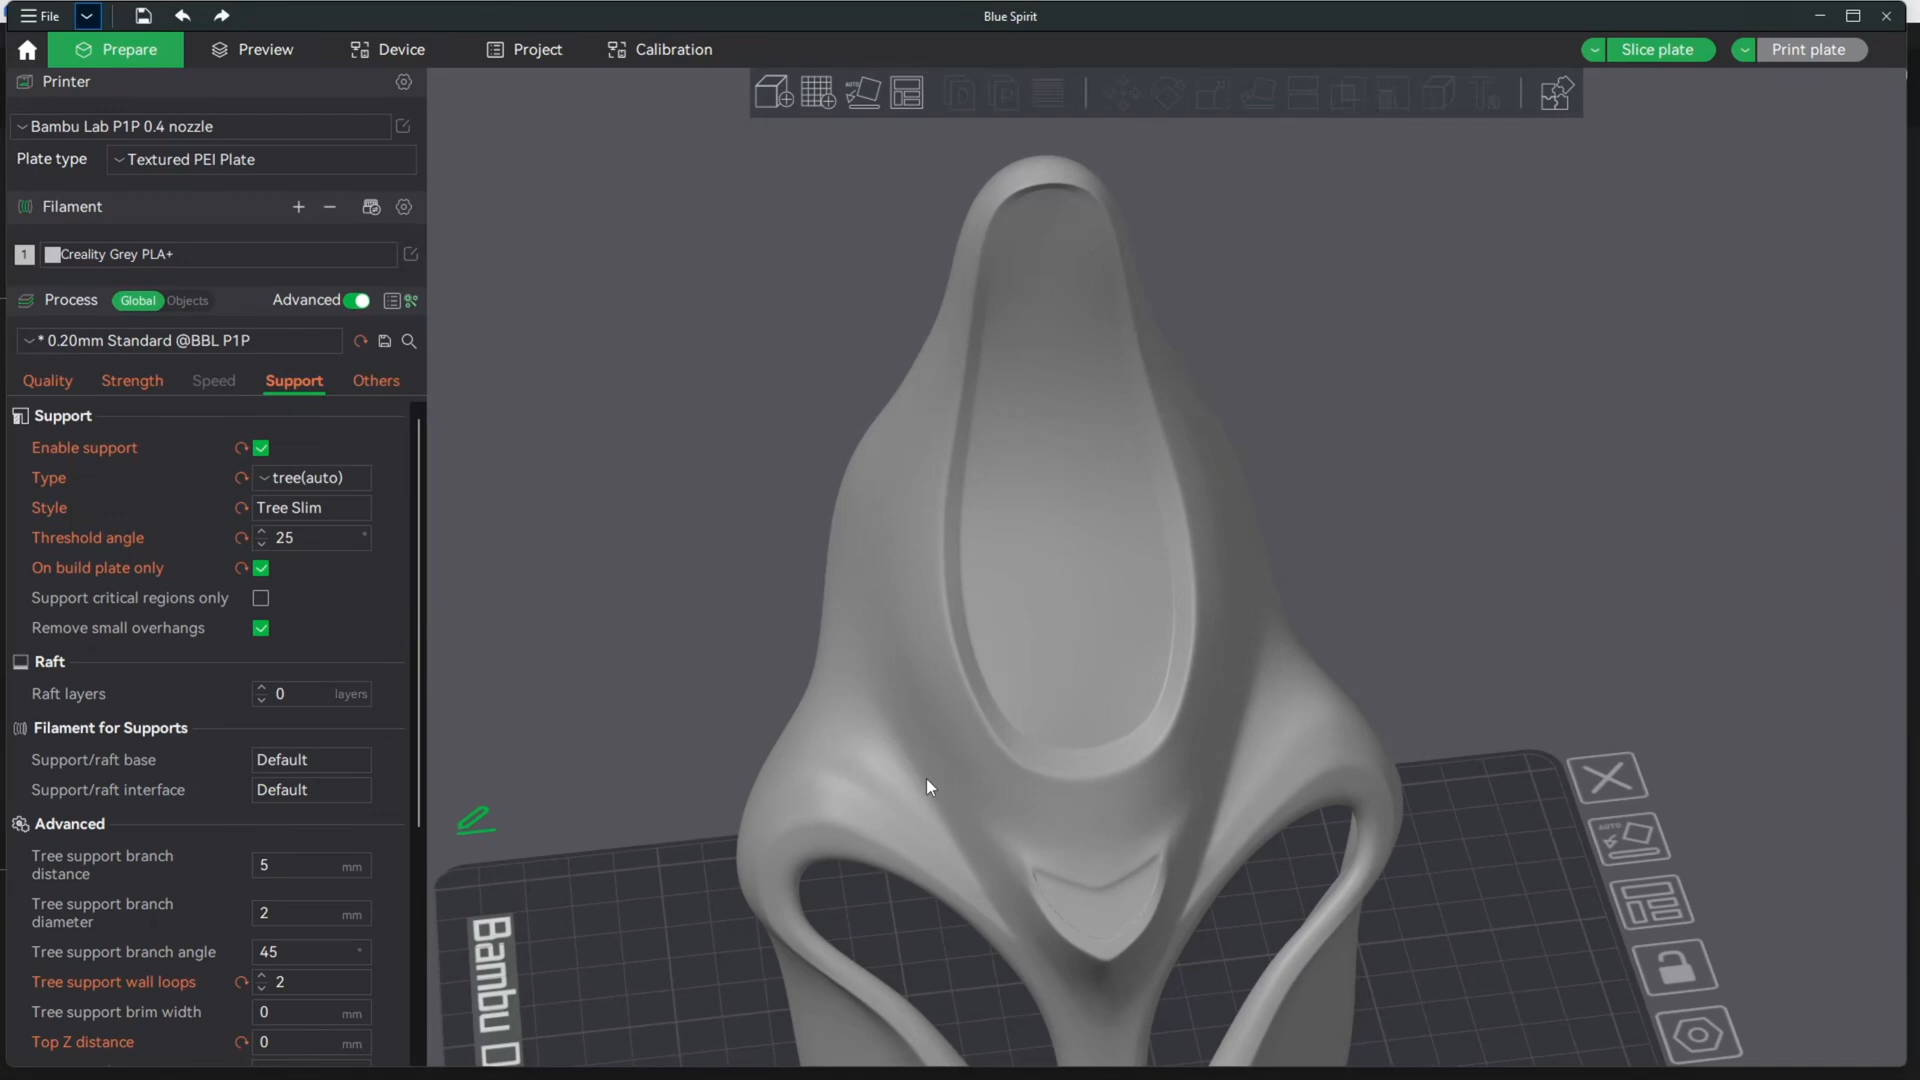 File
Blue Spirit
Prepare
Preview
Device
Project
Calibration
Slice plate
Print plate
Printer
Bambu Lab P1P 0.4 nozzle
Plate type
Textured PEI Plate
Filament
1
Creality Grey PLA+
Process
Global
Objects
Advanced
* 0.20mm Standard @BBL P1P
Quality
Strength
Speed
Support
Others
Support
Enable support
Type
tree(auto)
Style
Tree Slim
Threshold angle
25 °
On build plate only
Support critical regions only
Remove small overhangs
Raft
Raft layers
0 layers
Filament for Supports
Support/raft base
Default
Support/raft interface
Default
Advanced
Tree support branch
distance
5 mm
Tree support branch
diameter
2 mm
Tree support branch angle
45 °
Tree support wall loops
2
Tree support brim width
0 mm
Top Z distance
0 mm
AUTO
Bambu
AUTO